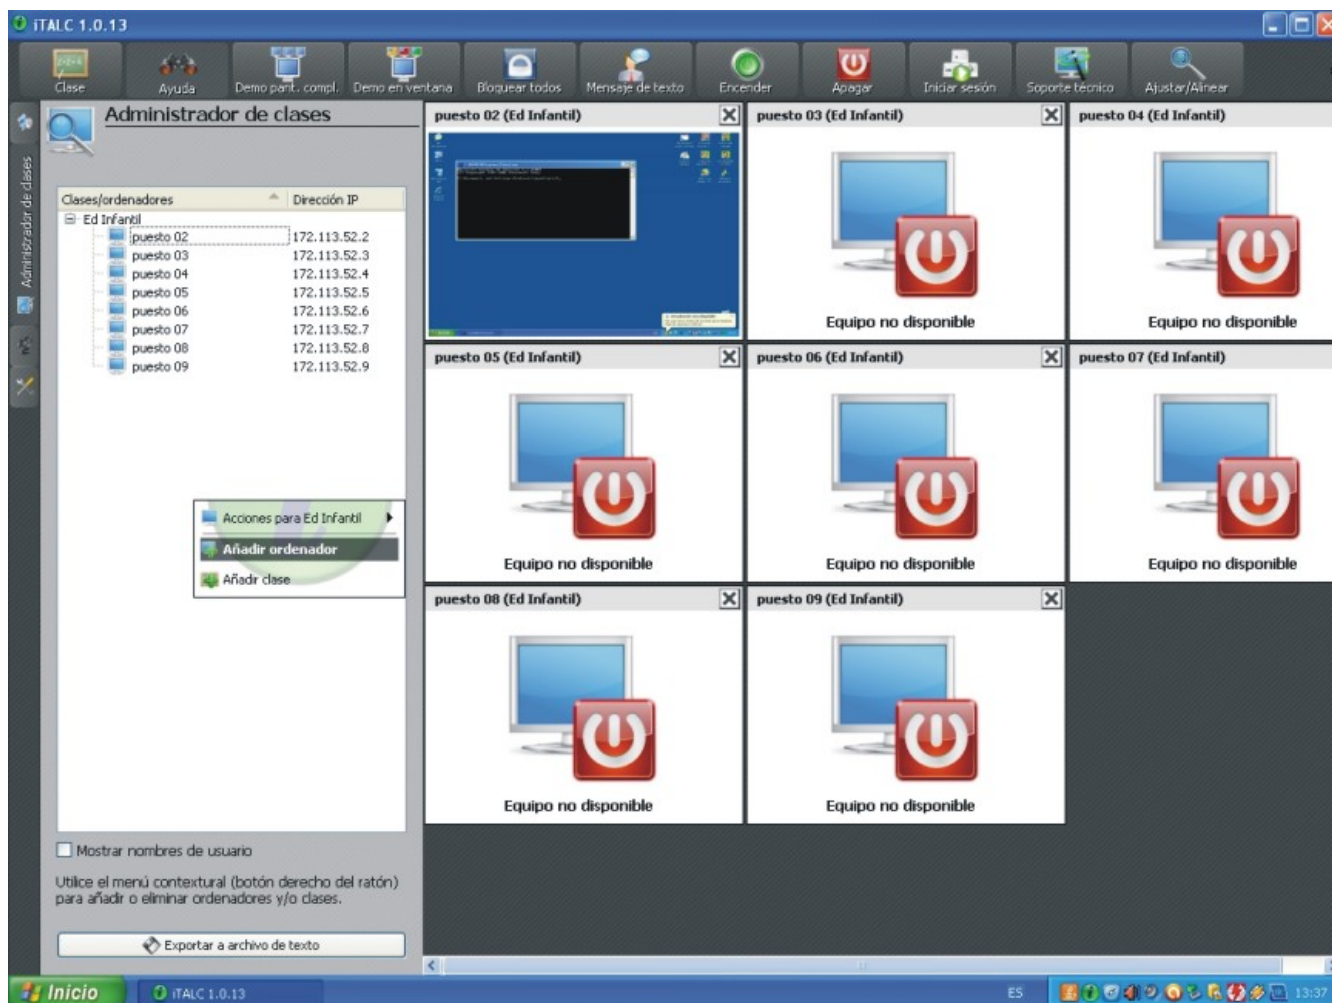 iTALC 1.0.13
Clase
Ayuda
Demo pant. compl.
Demo en ventana
Bloquear todos
Mensaje de texto
Encender
Apagar
Iniciar sesión
Soporte técnico
Ajustar/Alinear
Administrador de clases
Administrador de clases
Clases/ordenadores Dirección IP
Ed Infantil
puesto 02 172.113.52.2
puesto 03 172.113.52.3
puesto 04 172.113.52.4
puesto 05 172.113.52.5
puesto 06 172.113.52.6
puesto 07 172.113.52.7
puesto 08 172.113.52.8
puesto 09 172.113.52.9
Acciones para Ed Infantil
Añadir ordenador
Añadir clase
Mostrar nombres de usuario
Utilice el menú contextural (botón derecho del ratón)
para añadir o eliminar ordenadores y/o clases.
Exportar a archivo de texto
puesto 02 (Ed Infantil)
puesto 03 (Ed Infantil)
Equipo no disponible
puesto 04 (Ed Infantil)
Equipo no disponible
puesto 05 (Ed Infantil)
Equipo no disponible
puesto 06 (Ed Infantil)
Equipo no disponible
puesto 07 (Ed Infantil)
Equipo no disponible
puesto 08 (Ed Infantil)
Equipo no disponible
puesto 09 (Ed Infantil)
Equipo no disponible
Inicio
iTALC 1.0.13
ES
13:37